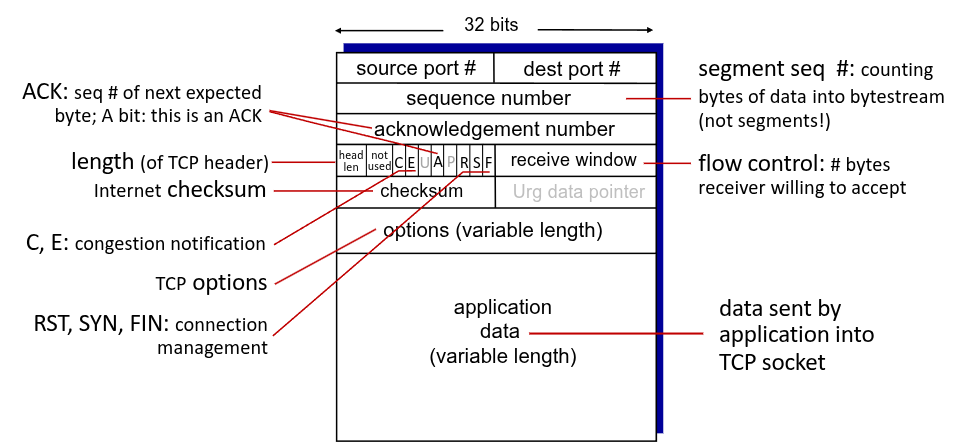 32 bits
source port #
dest port #
sequence number
acknowledgement number
head
len
not
used
C E U A P R S F
receive window
checksum
Urg data pointer
options (variable length)
application
data
(variable length)
ACK: seq # of next expected
byte; A bit: this is an ACK
length (of TCP header)
Internet checksum
C, E: congestion notification
TCP options
RST, SYN, FIN: connection
management
segment seq #: counting
bytes of data into bytestream
(not segments!)
flow control: # bytes
receiver willing to accept
data sent by
application into
TCP socket